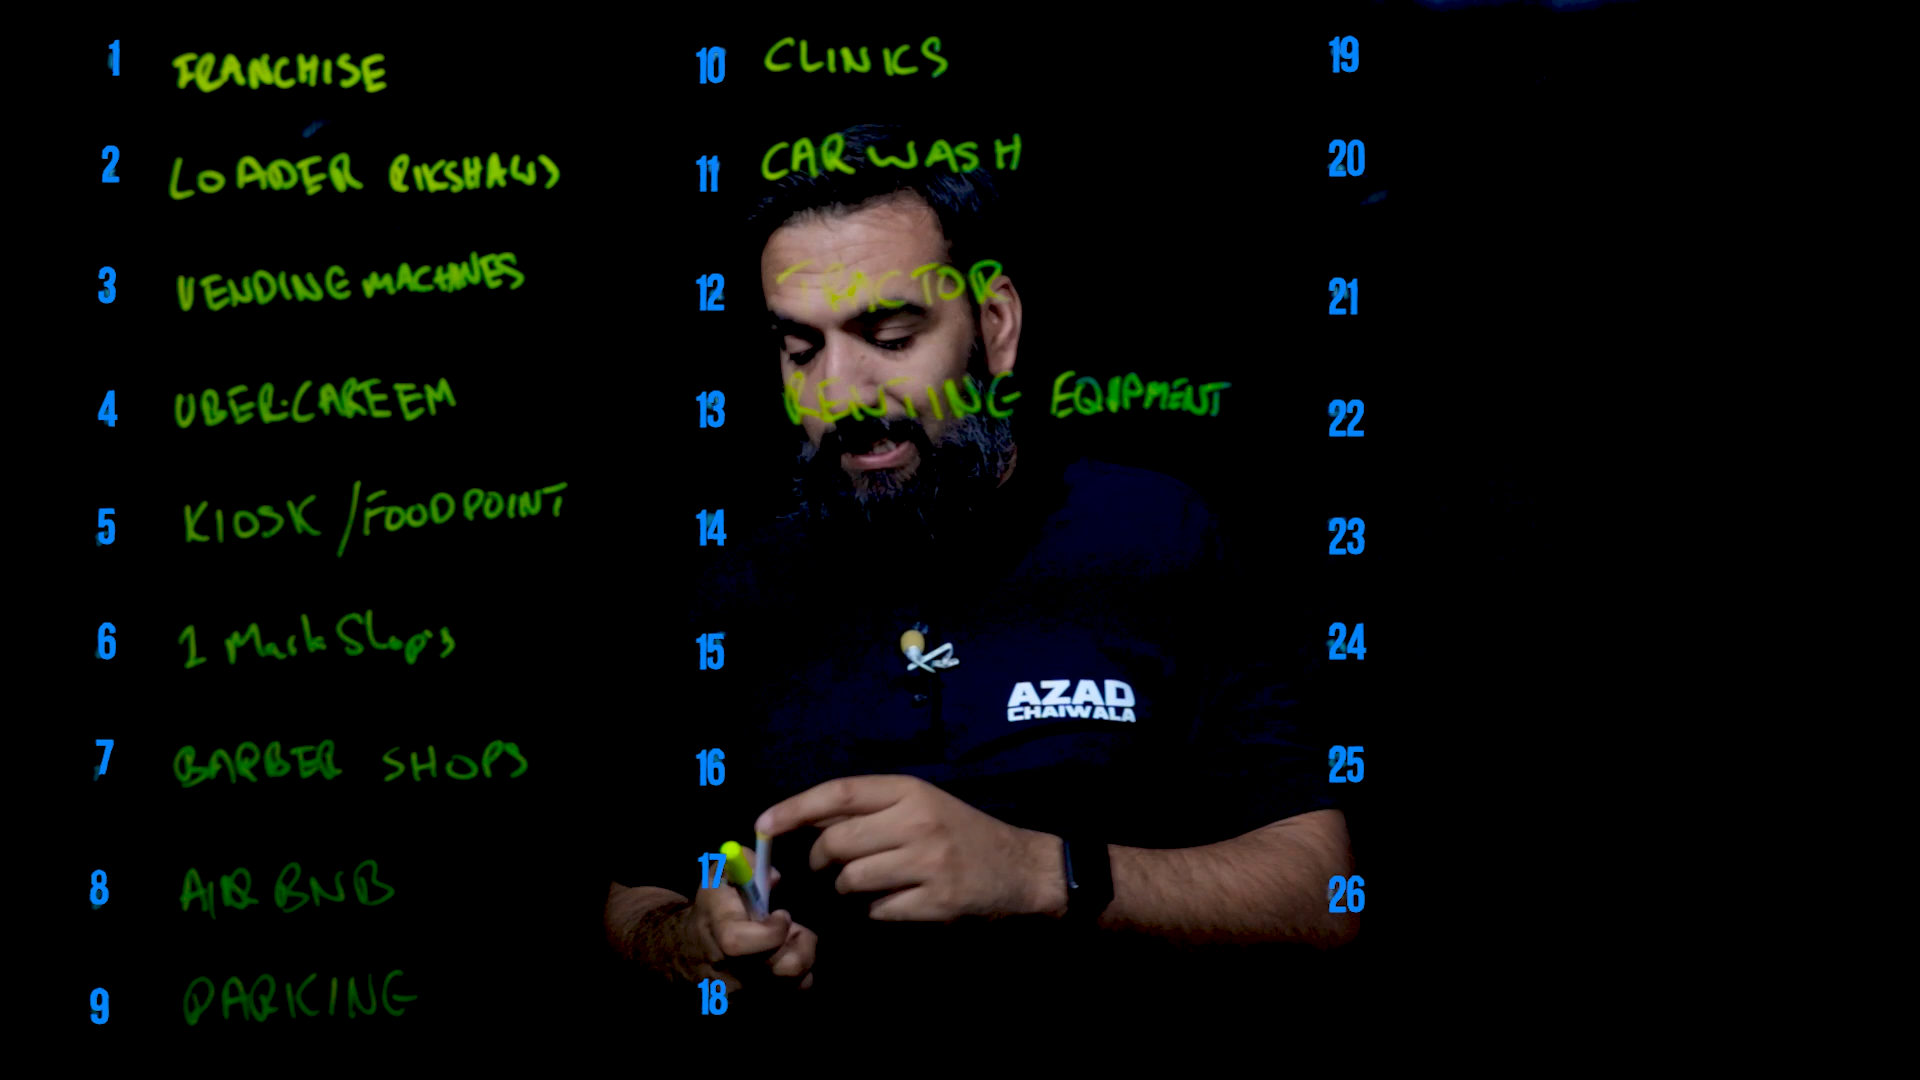 1 FRANCHISE
2 LOADER RIKSHAWS
3 VENDING MACHINES
4 UBER-CAREEM
5 KIOSK / FOOD POINT
6 1 Mark Shop's
7 BARBER SHOPS
8 AIR BNB
9 PARKING
10 CLINICS
11 CAR WASH
12 TRACTOR
13 RENTING EQUIPMENT
14
15
16
17
18
19
20
21
22
23
24
25
26
AZAD
CHAIWALA